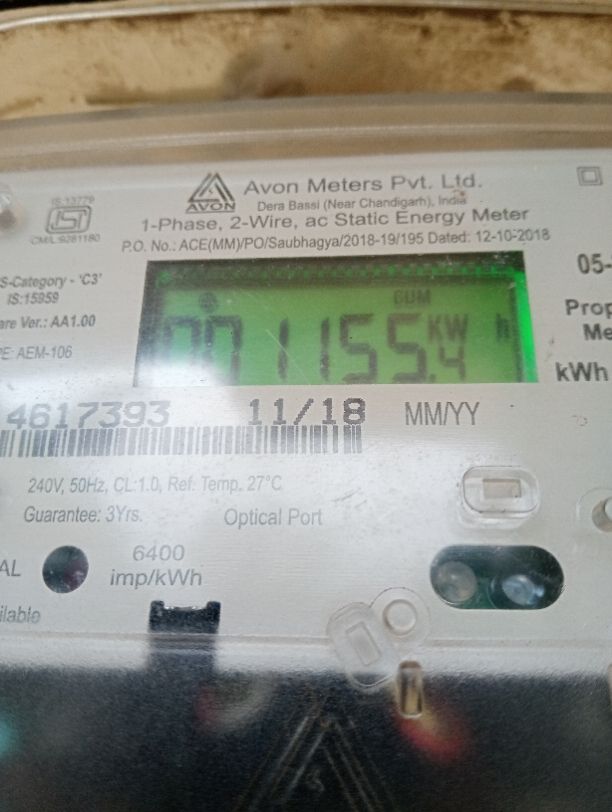 AVON
Avon Meters Pvt. Ltd.
Dera Bassi (Near Chandigarh), India
1-Phase, 2-Wire, ac Static Energy Meter
P.O. No.: ACE(MM)/PO/Saubhagya/2018-19/195 Dated: 12-10-2018
IS:13779
ISI
CM/L:9281180
S-Category - 'C3'
IS:15959
are Ver.: AA1.00
PE: AEM-106
CUM
001155.4 KW h
05-
Prop
Me
kWh
4617393 11/18 MM/YY
240V, 50Hz, CL:1.0, Ref. Temp. 27°C
Guarantee: 3Yrs. Optical Port
AL
6400
imp/kWh
ilable